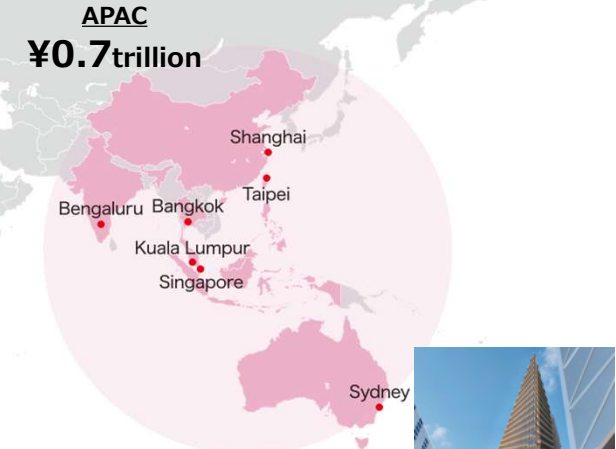 APAC
¥0.7trillion
Shanghai
Taipei
Bengaluru
Bangkok
Kuala Lumpur
Singapore
Sydney